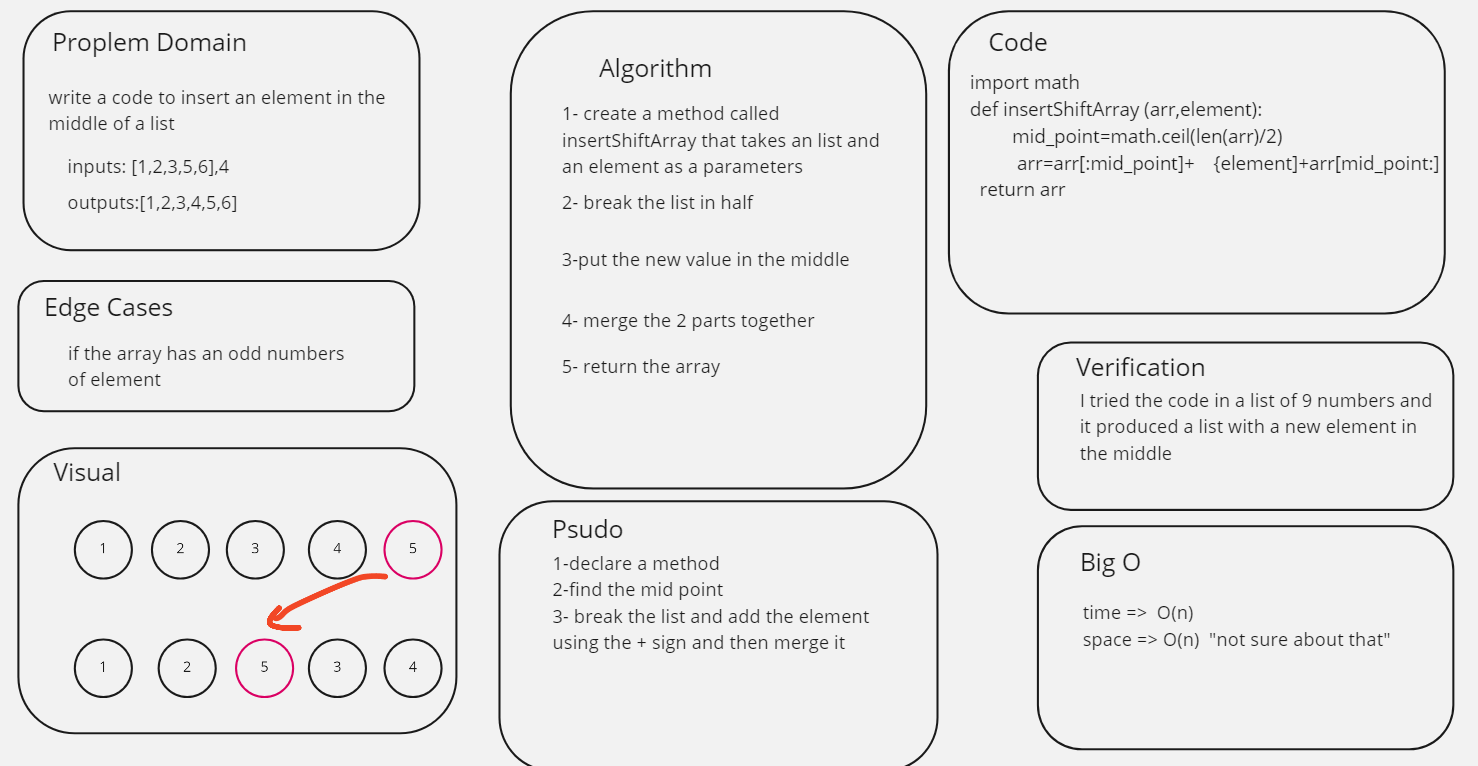 Proplem Domain
write a code to insert an element in the
middle of a list
inputs: [1,2,3,5,6],4
outputs:[1,2,3,4,5,6]
Edge Cases
if the array has an odd numbers
of element
Visual
1 2 3 4 5
1 2 5 3 4
Algorithm
1- create a method called
insertShiftArray that takes an list and
an element as a parameters
2- break the list in half
3-put the new value in the middle
4- merge the 2 parts together
5- return the array
Psudo
1-declare a method
2-find the mid point
3- break the list and add the element
using the + sign and then merge it
Code
import math
def insertShiftArray (arr,element):
mid_point=math.ceil(len(arr)/2)
arr=arr[:mid_point]+ {element]+arr[mid_point:]
return arr
Verification
I tried the code in a list of 9 numbers and
it produced a list with a new element in
the middle
Big O
time => O(n)
space => O(n) "not sure about that"